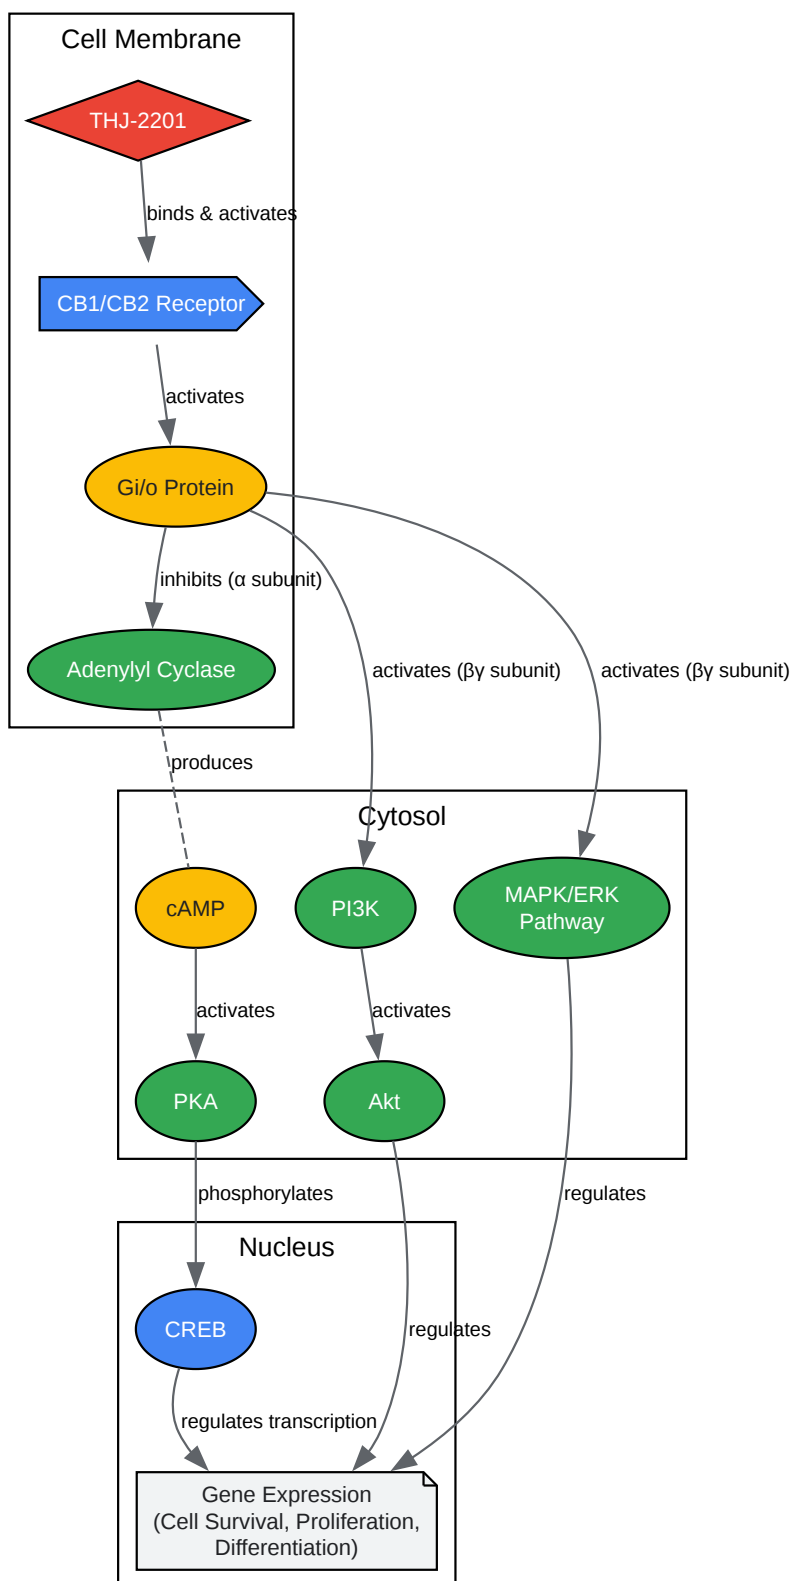 Cell Membrane
THJ-2201
binds & activates
CB1/CB2 Receptor
activates
Gi/o Protein
inhibits (α subunit)
Adenylyl Cyclase
activates (βγ subunit)
activates (βγ subunit)
produces
Cytosol
cAMP
PI3K
MAPK/ERK
Pathway
activates
activates
PKA
Akt
phosphorylates
regulates
Nucleus
CREB
regulates
regulates transcription
Gene Expression
(Cell Survival, Proliferation,
Differentiation)